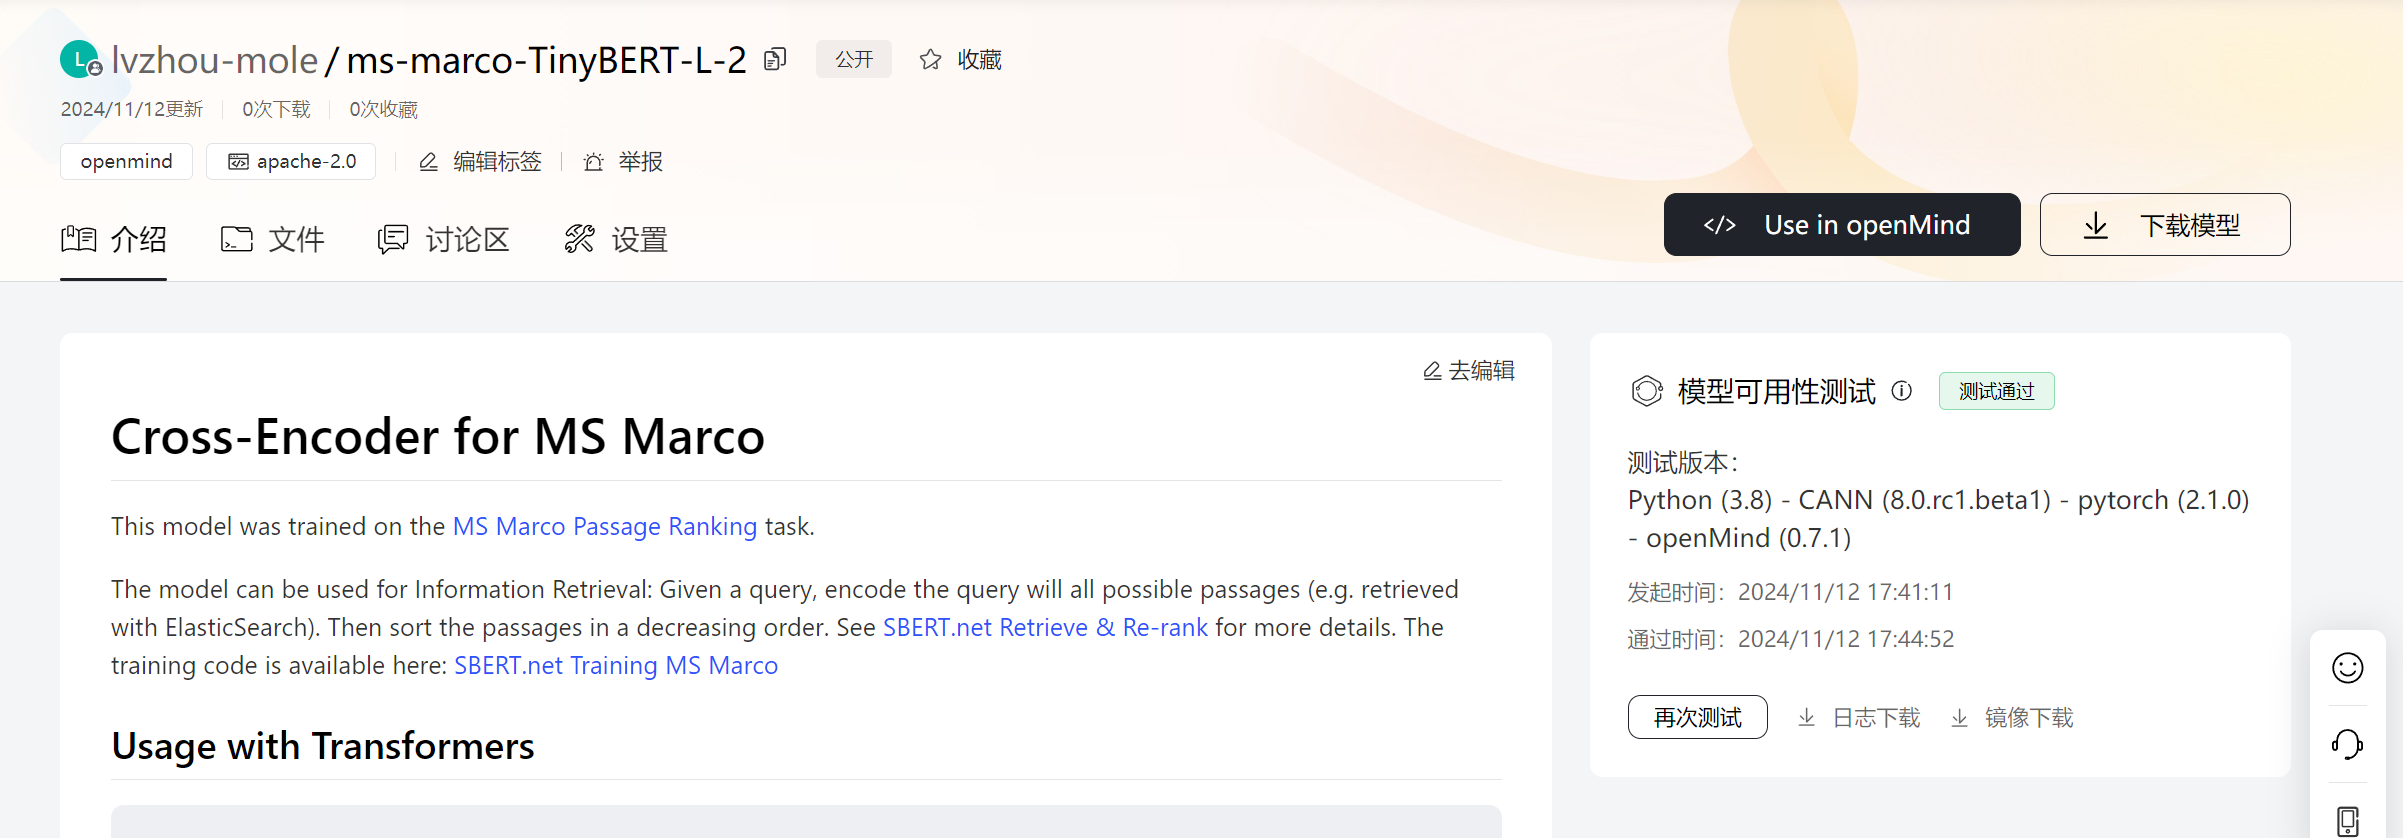 L lvzhou-mole / ms-marco-TinyBERT-L-2 公开 收藏
2024/11/12更新 0次下载 0次收藏
openmind apache-2.0 编辑标签 举报
介绍 文件 讨论区 设置
</> Use in openMind 下载模型
去编辑
Cross-Encoder for MS Marco
This model was trained on the MS Marco Passage Ranking task.
The model can be used for Information Retrieval: Given a query, encode the query will all possible passages (e.g. retrieved
with ElasticSearch). Then sort the passages in a decreasing order. See SBERT.net Retrieve & Re-rank for more details. The
training code is available here: SBERT.net Training MS Marco
Usage with Transformers
模型可用性测试 测试通过
测试版本：
Python (3.8) - CANN (8.0.rc1.beta1) - pytorch (2.1.0)
- openMind (0.7.1)
发起时间：2024/11/12 17:41:11
通过时间：2024/11/12 17:44:52
再次测试 日志下载 镜像下载